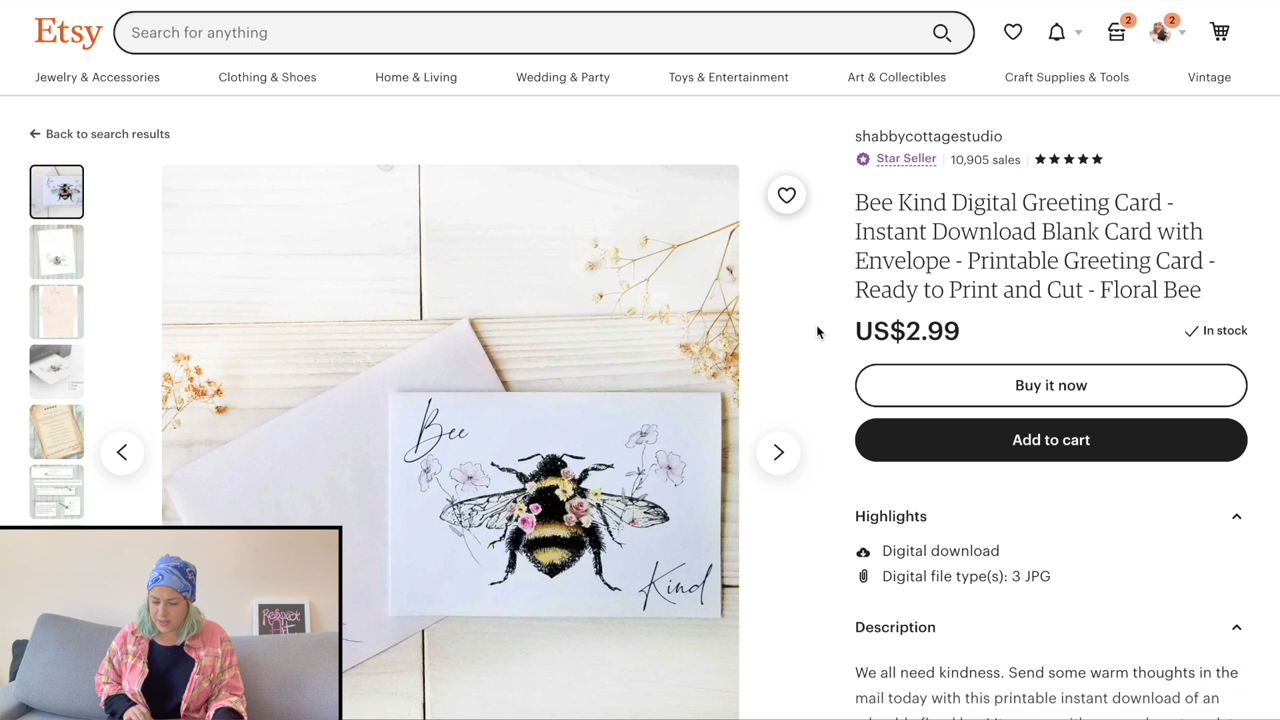 Etsy
Search for anything
2
2
Jewelry & Accessories
Clothing & Shoes
Home & Living
Wedding & Party
Toys & Entertainment
Art & Collectibles
Craft Supplies & Tools
Vintage
Back to search results
shabbycottagestudio
Star Seller
10,905 sales
Bee Kind Digital Greeting Card -
Instant Download Blank Card with
Envelope - Printable Greeting Card -
Ready to Print and Cut - Floral Bee
US$2.99
In stock
Buy it now
Add to cart
Bee
Kind
Highlights
Digital download
Digital file type(s): 3 JPG
Description
We all need kindness. Send some warm thoughts in the
mail today with this printable instant download of an